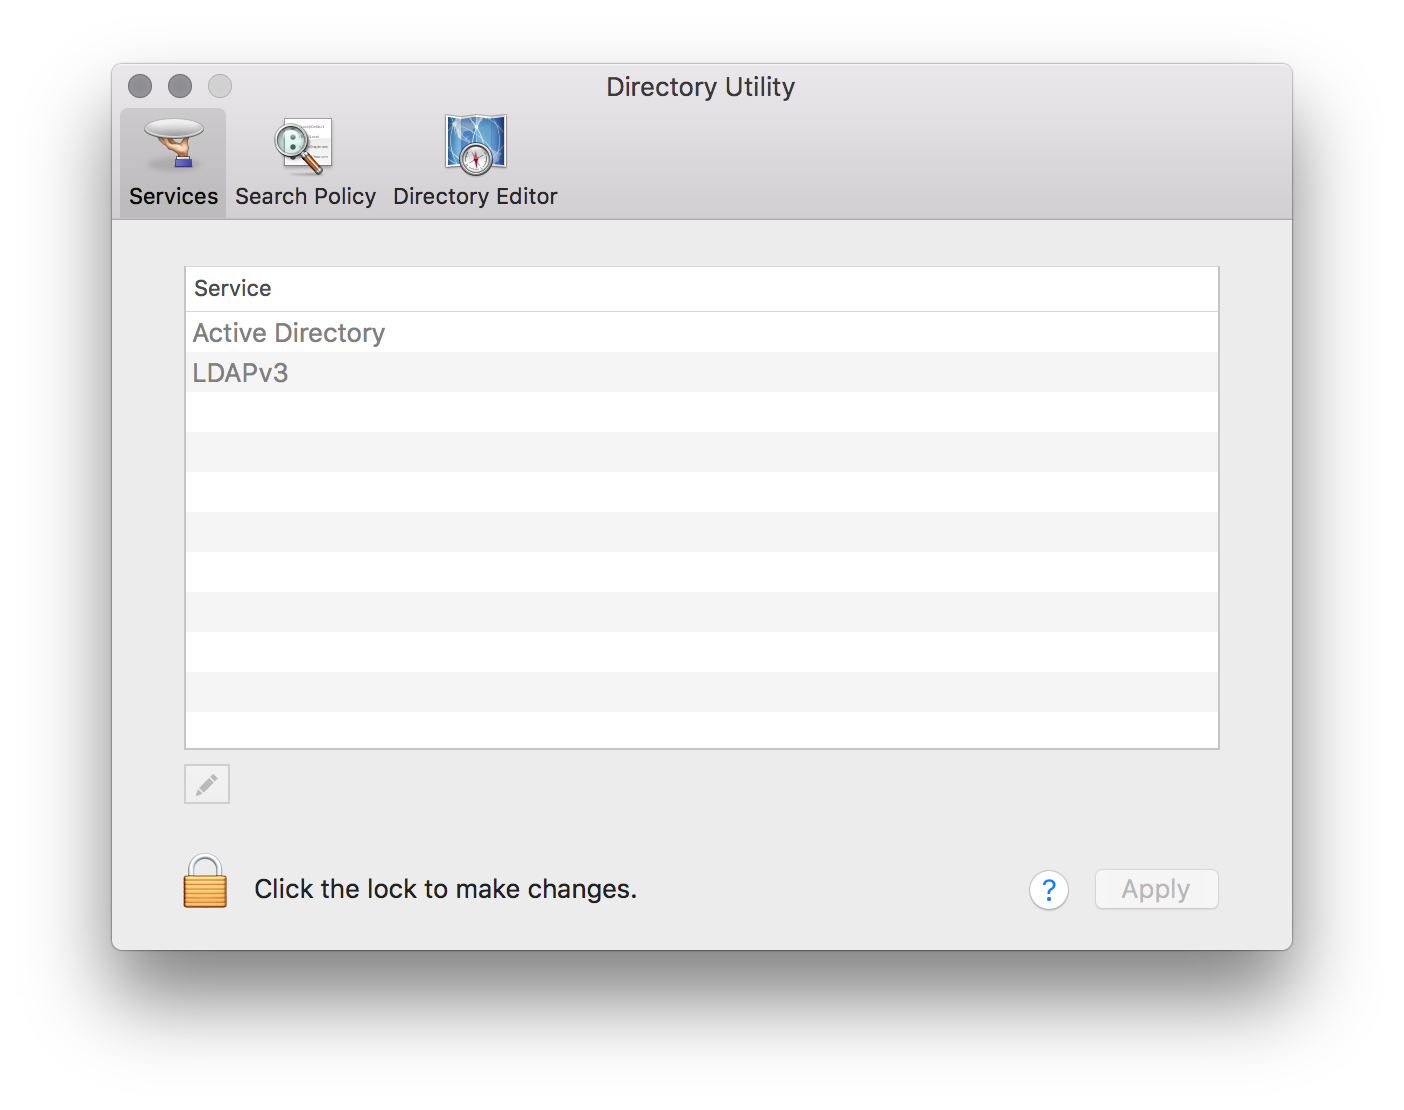 Directory Utility
Services
Search Policy
Directory Editor
Service
Active Directory
LDAPv3
Click the lock to make changes.
?
Apply